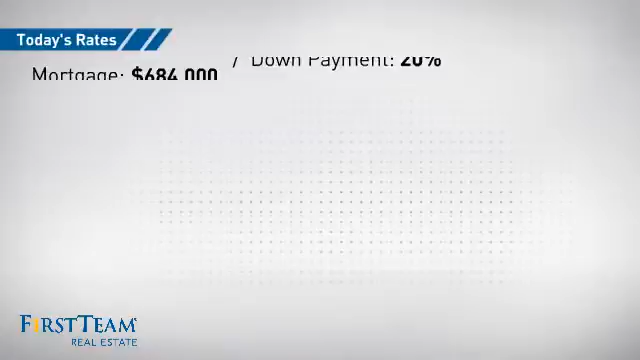 Today's Rates
Mortgage: $684,000 / Down Payment: 20%
FIRSTTEAM®
REAL ESTATE